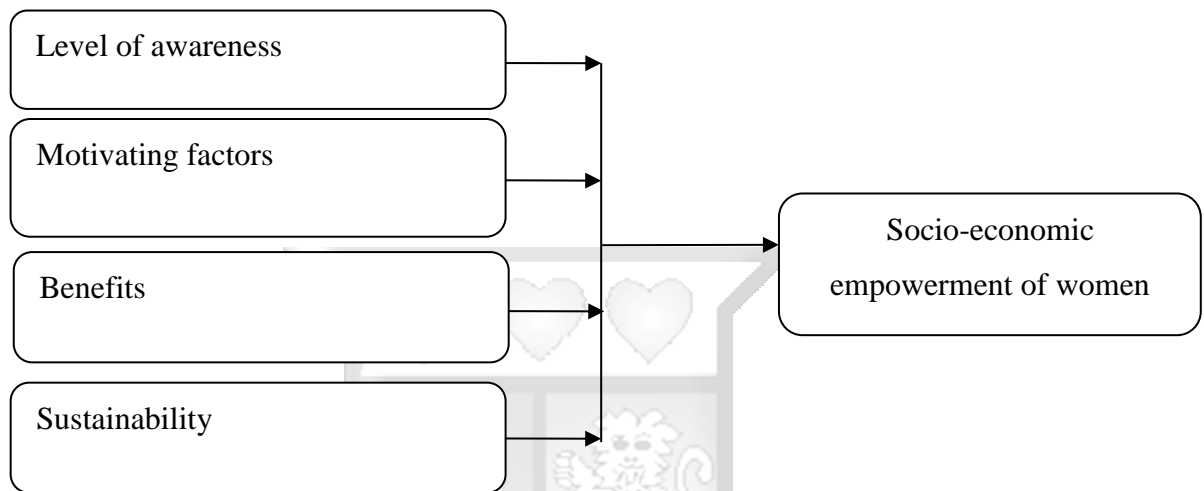 Level of awareness
Motivating factors
Benefits
Sustainability
Socio-economic
empowerment of women